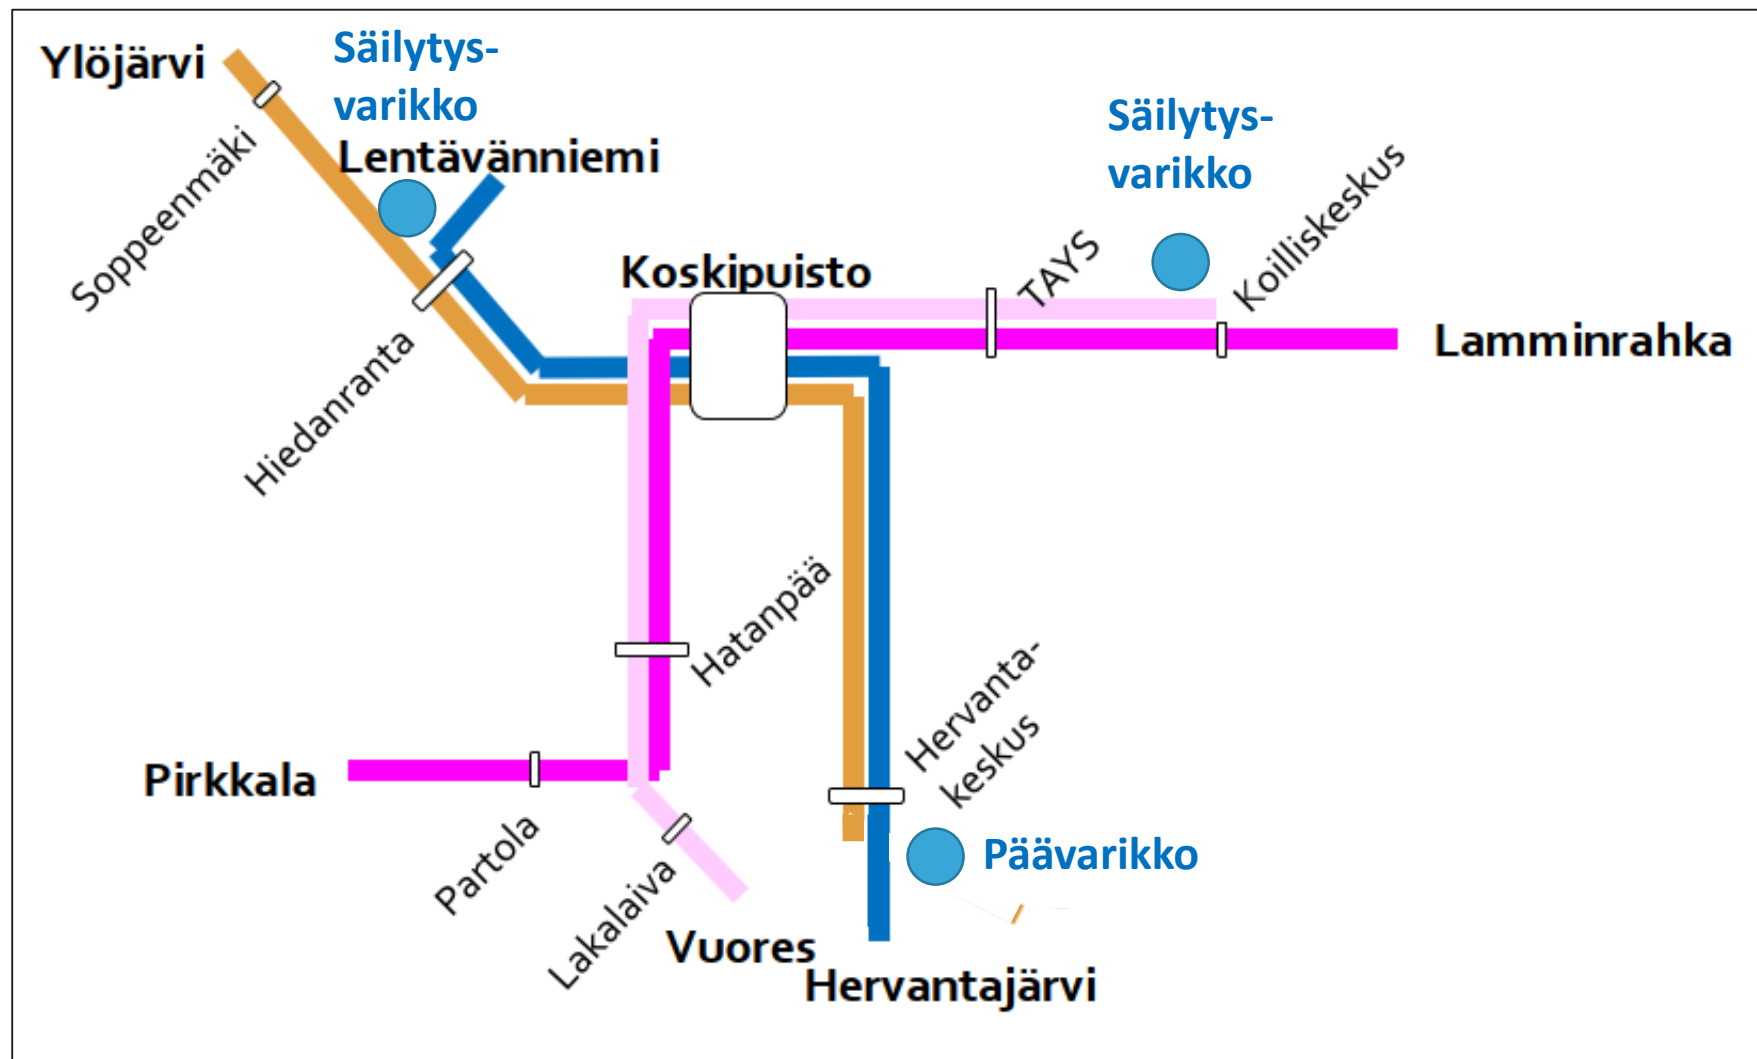 Ylöjärvi
Säilytys-
varikko
Lentävänniemi
Soppeenmäki
Hiedanranta
Koskipuisto
Säilytys-
varikko
TAYS
Koilliskeskus
Lamminrahka
Hatanpää
Hervanta-
keskus
Pirkkala
Partola
Lakalaiva
Päävarikko
Vuores
Hervantajärvi